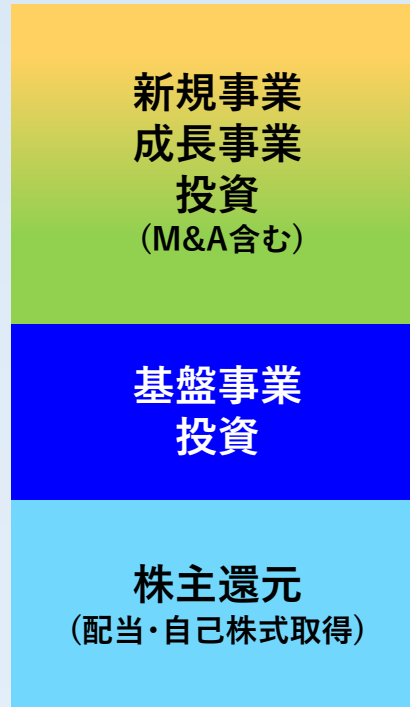 新規事業
成長事業
投資
（M&A含む）
基盤事業
投資
株主還元
（配当･自己株式取得）